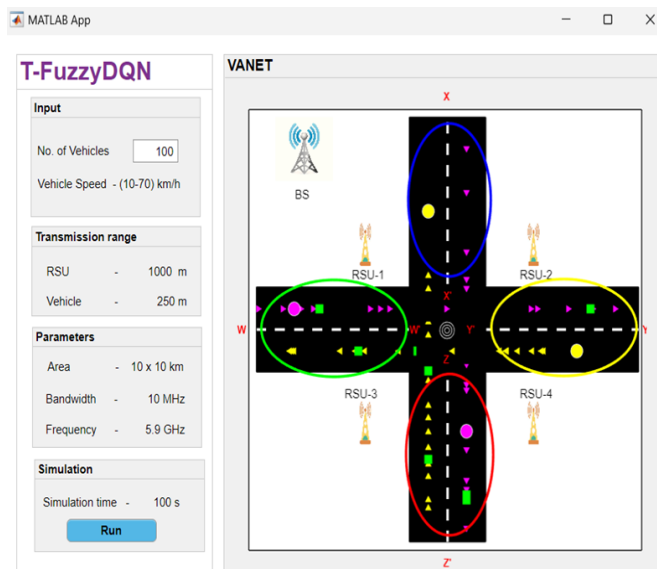 MATLAB App
T-FuzzyDQN
Input
No. of Vehicles 100
Vehicle Speed - (10-70) km/h
Transmission range
RSU - 1000 m
Vehicle - 250 m
Parameters
Area - 10 x 10 km
Bandwidth - 10 MHz
Frequency - 5.9 GHz
Simulation
Simulation time - 100 s
Run
VANET
X
BS
RSU-1
RSU-2
X'
W
W'
Y'
Y
Z
RSU-3
RSU-4
Z'